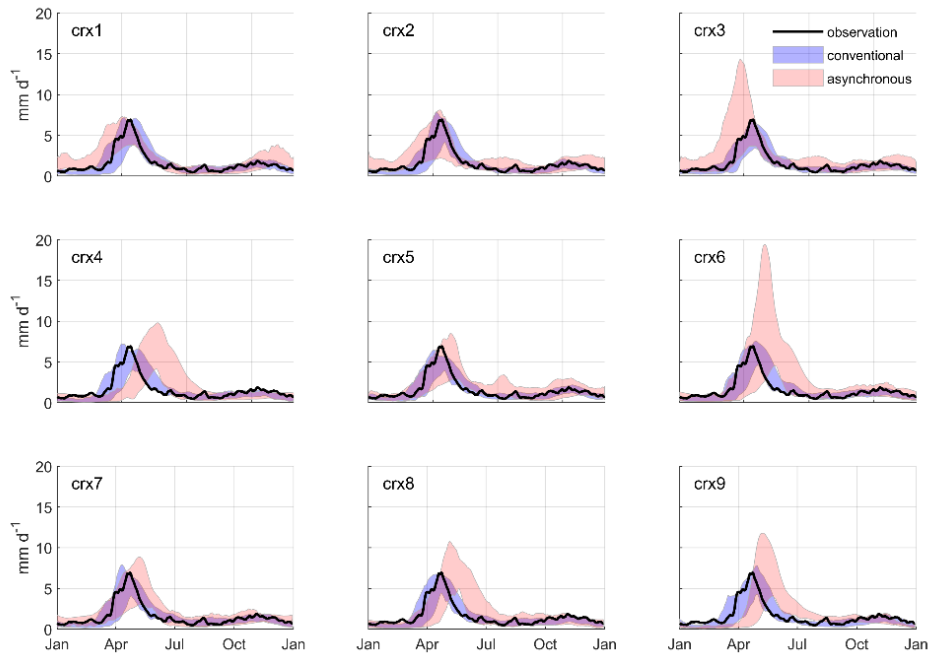 20
15
10
5
0
mm d⁻¹
crx1
crx2
crx3
observation
conventional
asynchronous
20
15
10
5
0
mm d⁻¹
crx4
crx5
crx6
20
15
10
5
0
mm d⁻¹
crx7
crx8
crx9
Jan Apr Jul Oct Jan
Jan Apr Jul Oct Jan
Jan Apr Jul Oct Jan